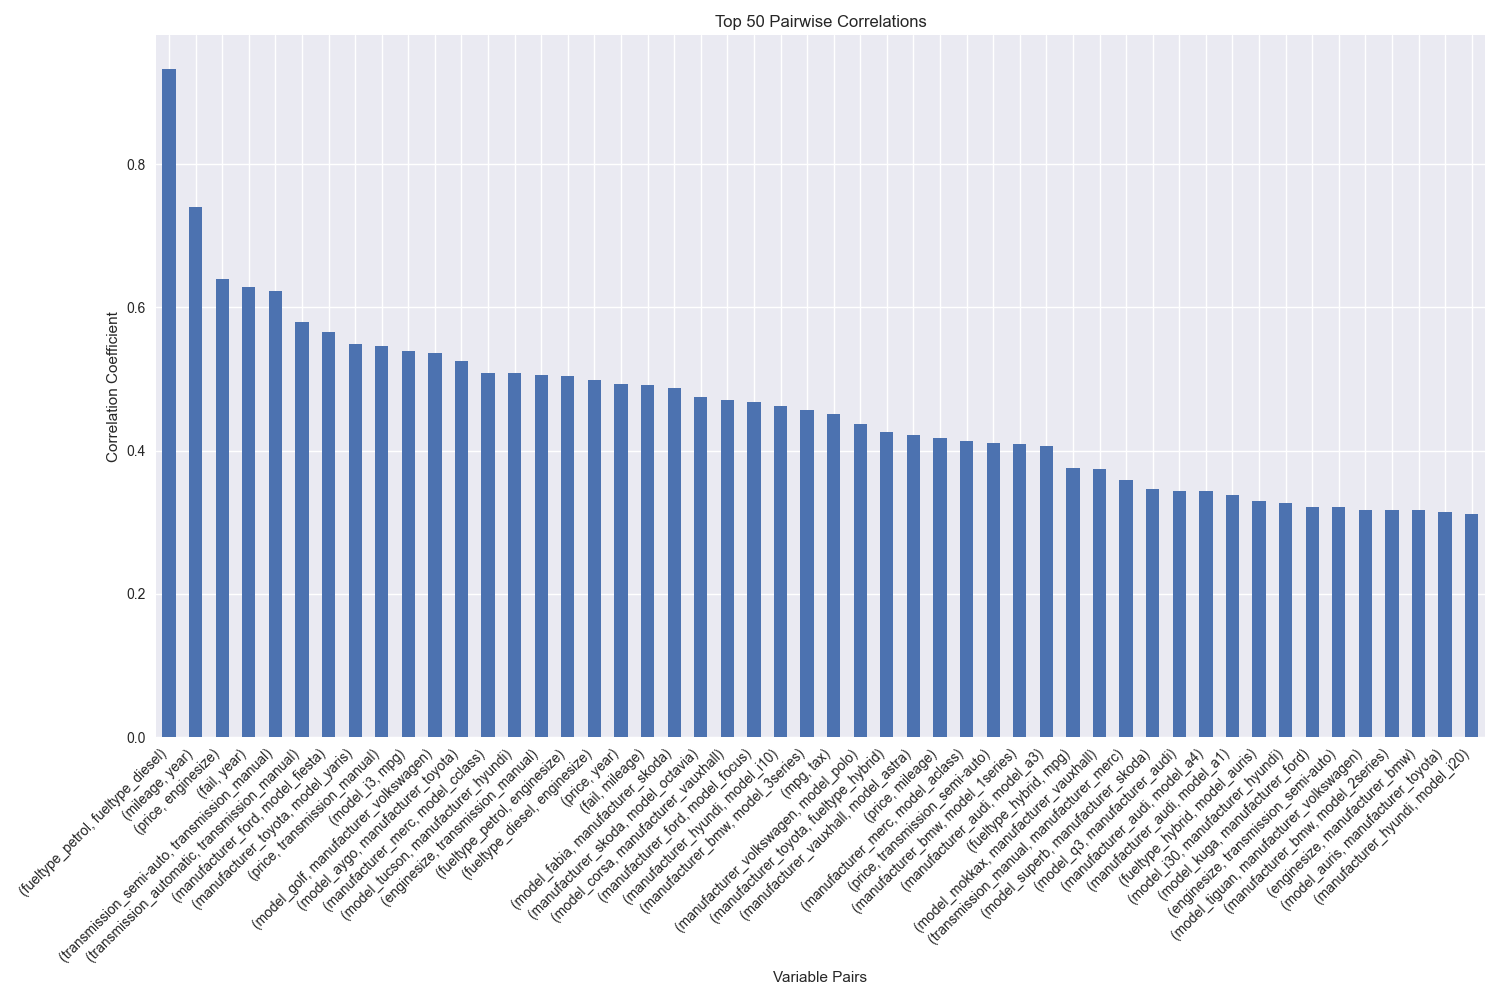 Top 50 Pairwise Correlations
Correlation Coefficient
0.8
0.6
0.4
0.2
0.0
(fueltype_petrol, fueltype_diesel)
(mileage, year)
(price, enginesize)
(fail, year)
(transmission_semi-auto, transmission_manual)
(transmission_automatic, transmission_manual)
(manufacturer_ford, model_fiesta)
(manufacturer_toyota, model_yaris)
(price, transmission_manual)
(model_i3, mpg)
(model_golf, manufacturer_volkswagen)
(model_aygo, manufacturer_toyota)
(manufacturer_merc, model_cclass)
(model_tucson, manufacturer_hyundi)
(enginesize, transmission_manual)
(fueltype_petrol, enginesize)
(fueltype_diesel, enginesize)
(price, year)
(fail, mileage)
(model_fabia, manufacturer_skoda)
(manufacturer_skoda, model_octavia)
(model_corsa, manufacturer_vauxhall)
(manufacturer_ford, model_focus)
(manufacturer_hyundi, model_i10)
(manufacturer_bmw, model_3series)
(mpg, tax)
(manufacturer_volkswagen, model_polo)
(manufacturer_toyota, fueltype_hybrid)
(manufacturer_vauxhall, model_astra)
(price, mileage)
(manufacturer_merc, model_aclass)
(price, transmission_semi-auto)
(manufacturer_bmw, model_1series)
(manufacturer_audi, model_a3)
(fueltype_hybrid, mpg)
(model_mokkax, manufacturer_vauxhall)
(transmission_manual, manufacturer_merc)
(model_superb, manufacturer_skoda)
(model_q3, manufacturer_audi)
(manufacturer_audi, model_a4)
(manufacturer_audi, model_a1)
(fueltype_hybrid, model_auris)
(model_i30, manufacturer_hyundi)
(model_kuga, manufacturer_ford)
(enginesize, transmission_semi-auto)
(model_tiguan, manufacturer_volkswagen)
(manufacturer_bmw, model_2series)
(enginesize, manufacturer_bmw)
(model_auris, manufacturer_toyota)
(manufacturer_hyundi, model_i20)
Variable Pairs